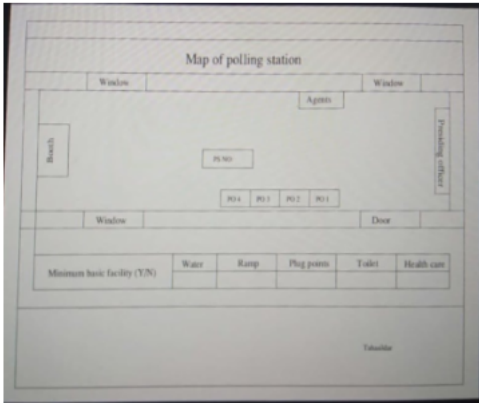 Map of polling station
Window Window
Agents
Booth
Presiding officer
PS NO
PO 4 PO 3 PO 2 PO 1
Window Door
Minimum basic facility (Y/N) Water Ramp Plug points Toilet Health care
Tahsildar